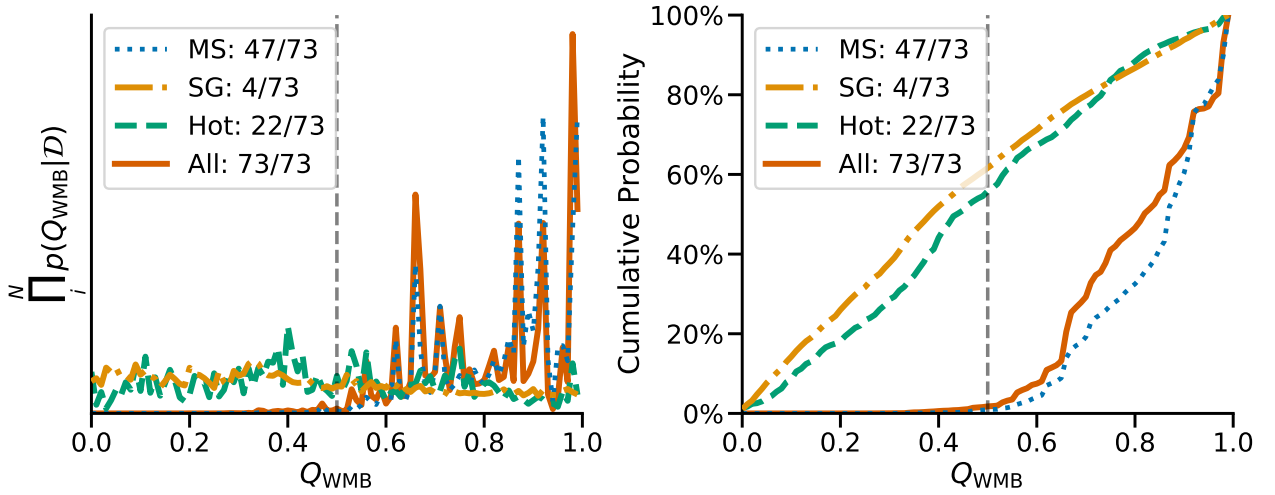 ∏ᵢᴺ p(Q_WMB|𝒟)
MS: 47/73
SG: 4/73
Hot: 22/73
All: 73/73
0.0 0.2 0.4 0.6 0.8 1.0
Q_WMB
Cumulative Probability
100%
80%
60%
40%
20%
0%
MS: 47/73
SG: 4/73
Hot: 22/73
All: 73/73
0.0 0.2 0.4 0.6 0.8 1.0
Q_WMB